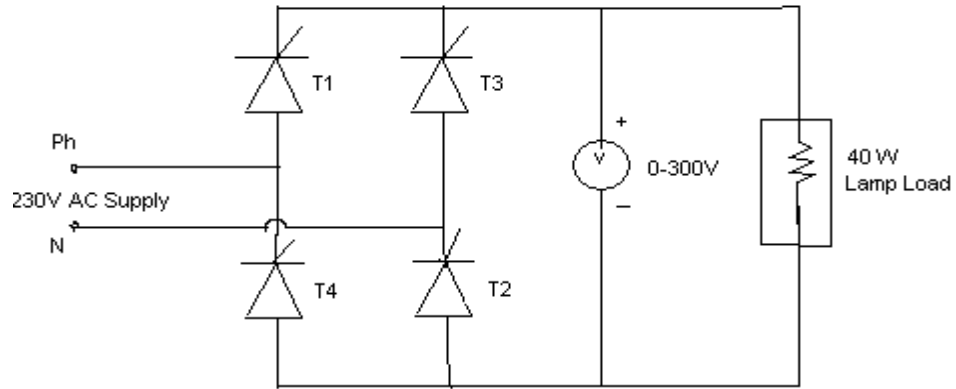 T1
T3
Ph
230V AC Supply
N
+
V
0-300V
–
40 W
Lamp Load
T4
T2